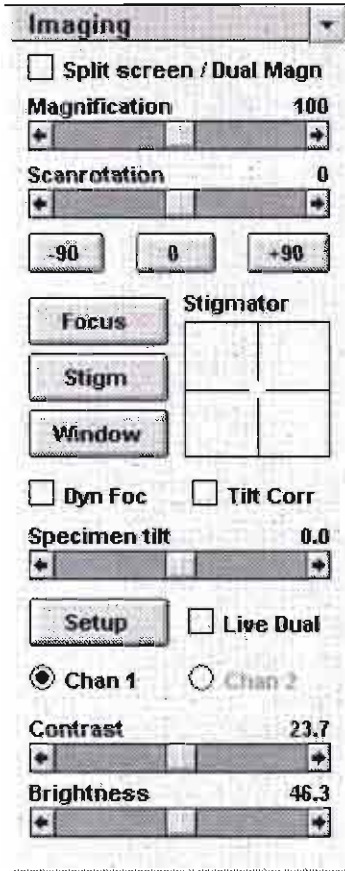 Imaging
Split screen / Dual Magn
Magnification 100
Scanrotation 0
-90 0 +90
Stigmator
Focus
Stigm
Window
Dyn Foc Tilt Corr
Specimen tilt 0.0
Setup Live Dual
Chan 1 Chan 2
Contrast 23.7
Brightness 46.3